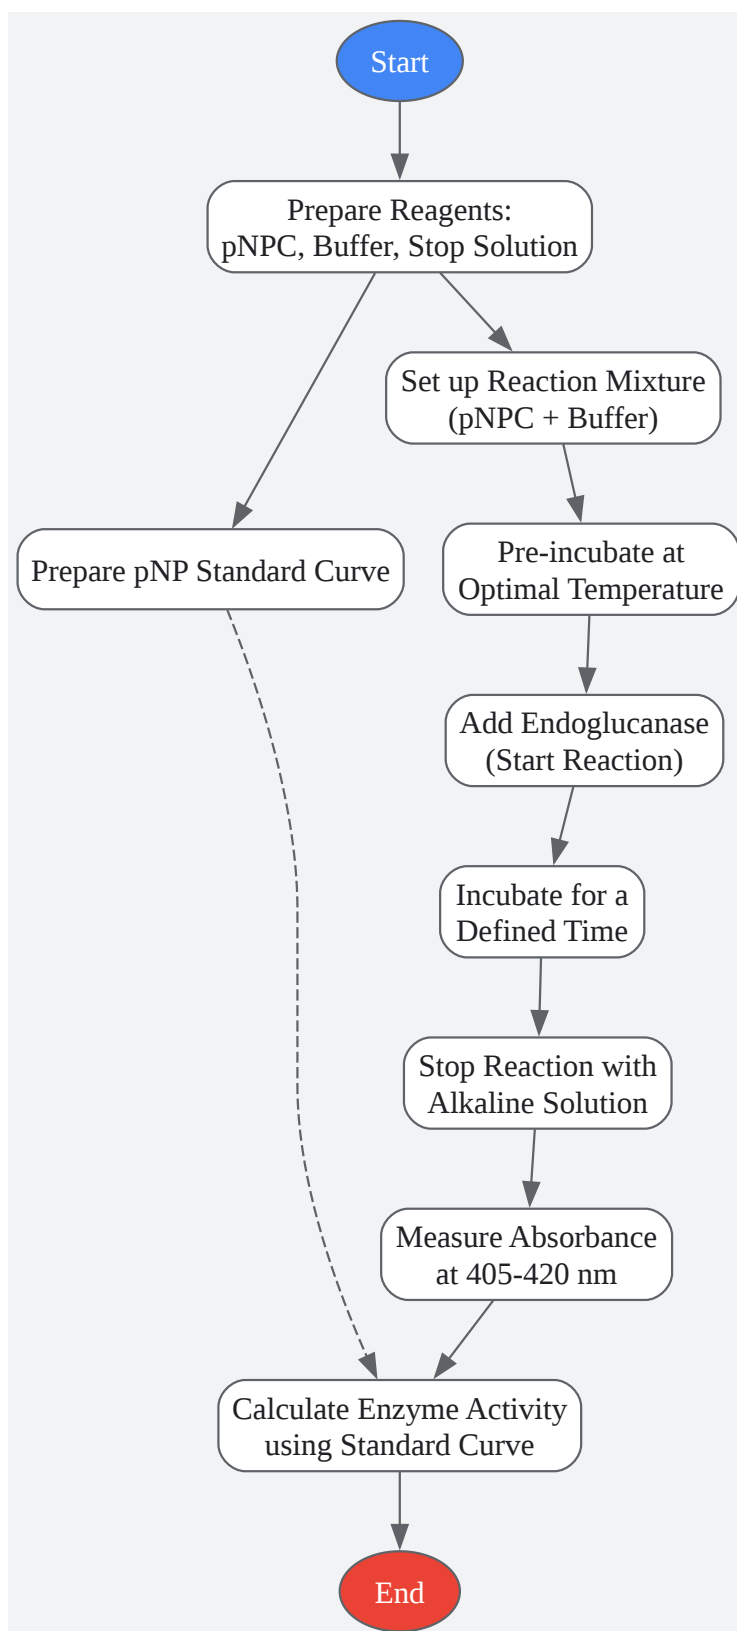 Start
Prepare Reagents:
pNPC, Buffer, Stop Solution
Set up Reaction Mixture
(pNPC + Buffer)
Prepare pNP Standard Curve
Pre-incubate at
Optimal Temperature
Add Endoglucanase
(Start Reaction)
Incubate for a
Defined Time
Stop Reaction with
Alkaline Solution
Measure Absorbance
at 405-420 nm
Calculate Enzyme Activity
using Standard Curve
End